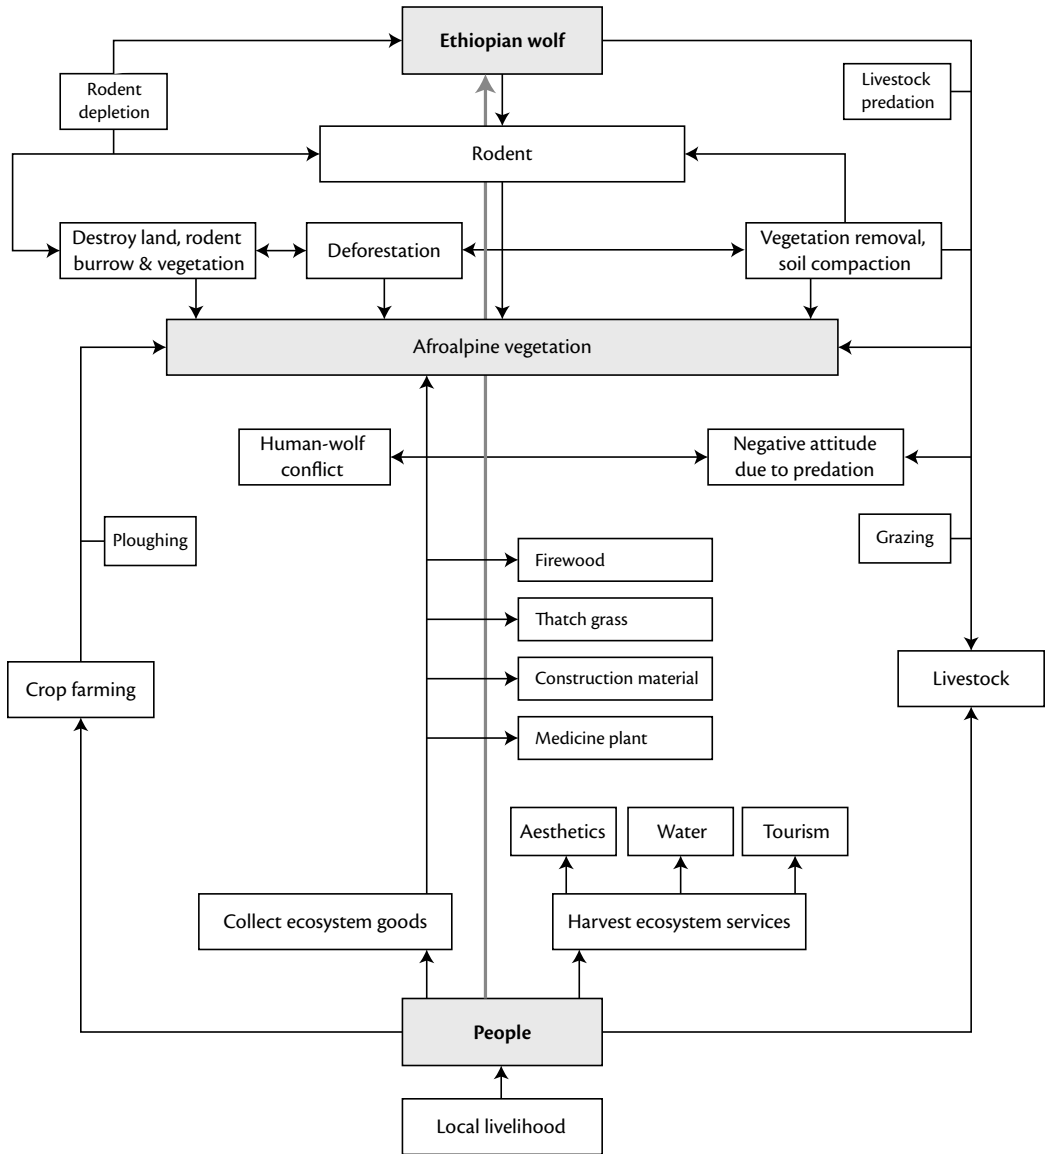 Ethiopian wolf
Rodent
depletion
Livestock
predation
Rodent
Destroy land, rodent
burrow & vegetation
Deforestation
Vegetation removal,
soil compaction
Afroalpine vegetation
Human-wolf
conflict
Negative attitude
due to predation
Ploughing
Grazing
Firewood
Thatch grass
Construction material
Medicine plant
Crop farming
Livestock
Aesthetics
Water
Tourism
Collect ecosystem goods
Harvest ecosystem services
People
Local livelihood